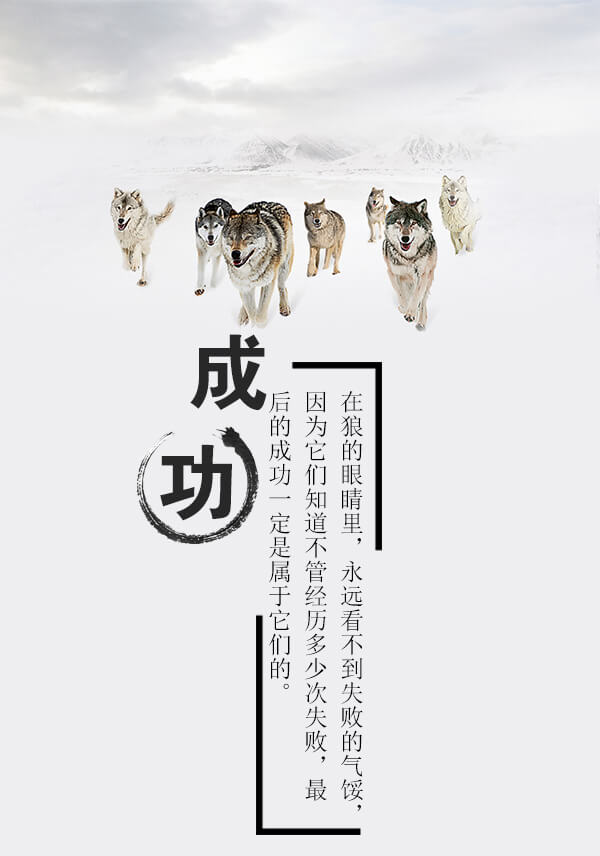 成功
在狼的眼睛里，永远看不到失败的气馁，
因为它们知道不管经历多少次失败，最
后的成功一定是属于它们的。